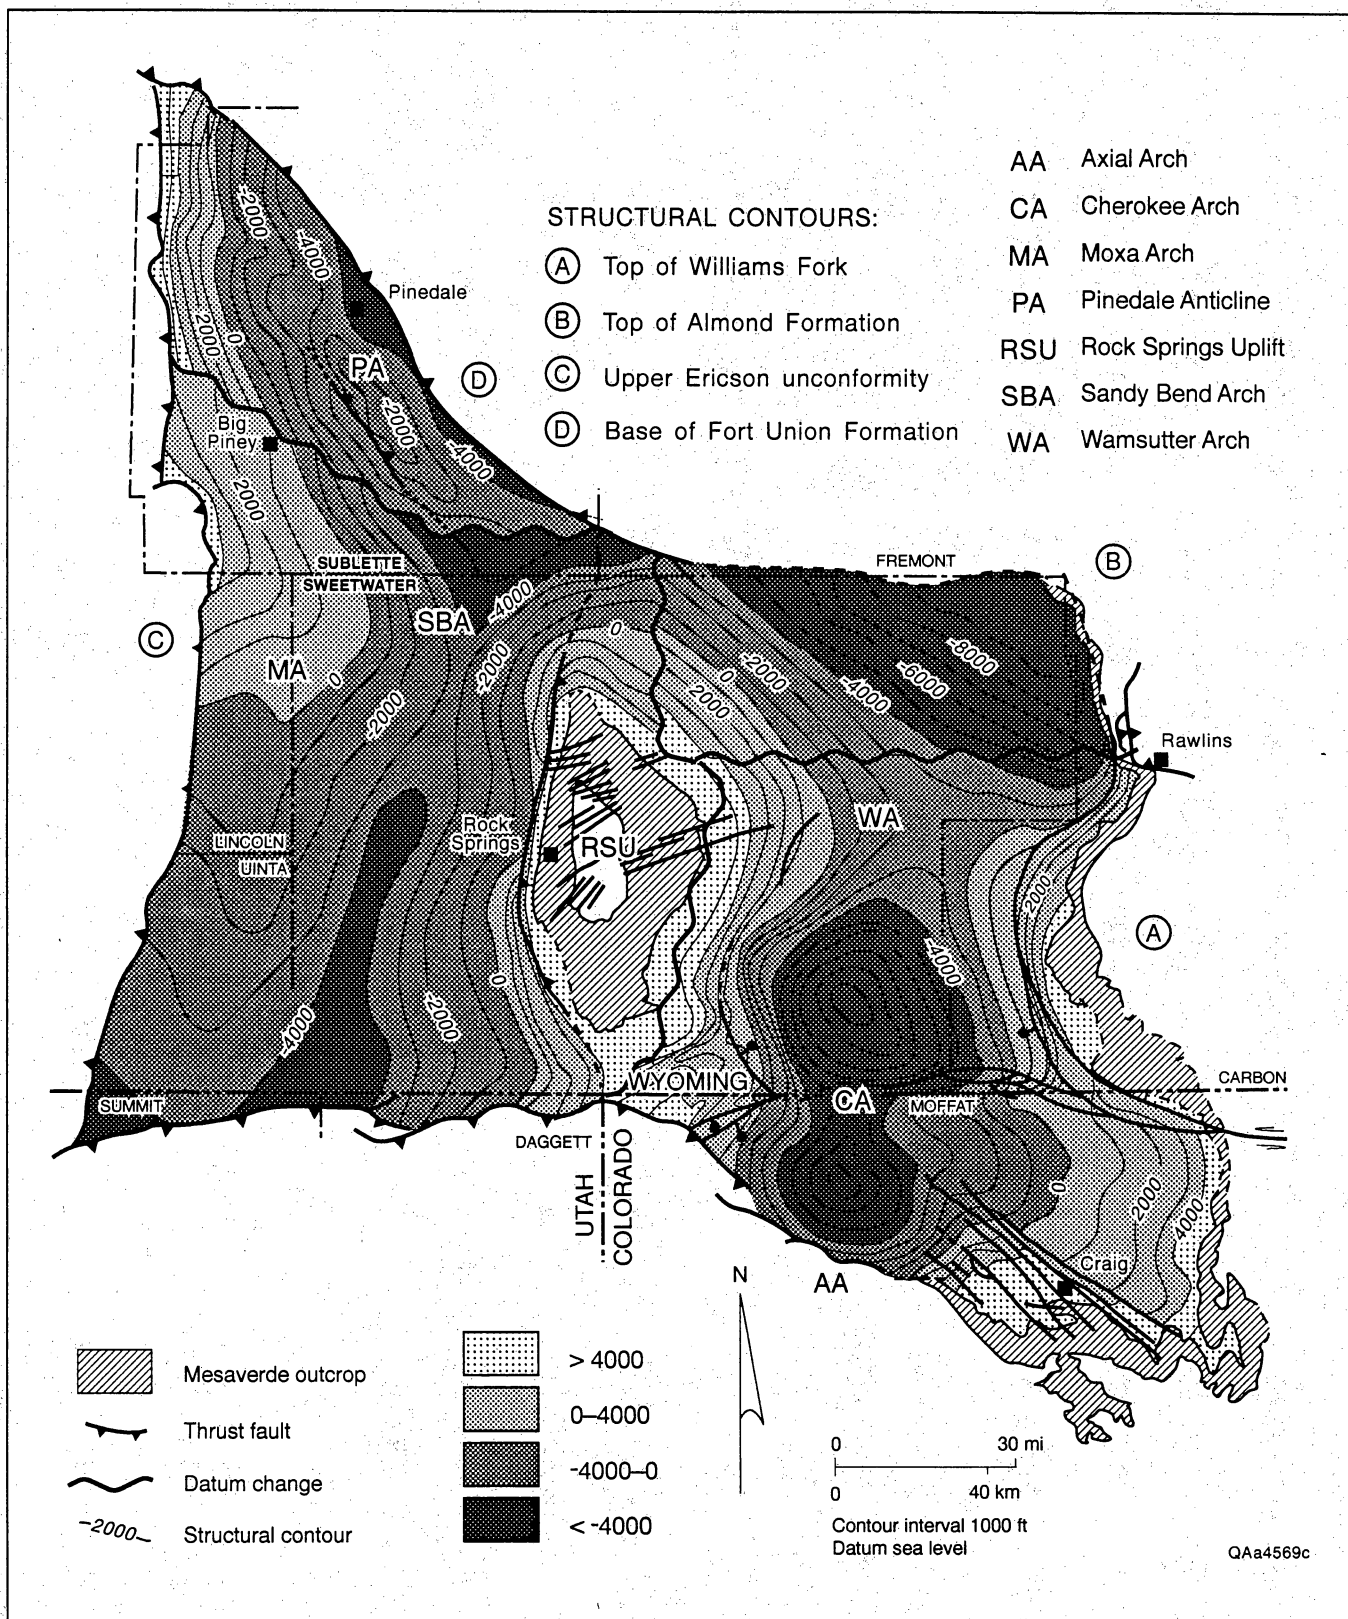 AA Axial Arch
CA Cherokee Arch
MA Moxa Arch
PA Pinedale Anticline
RSU Rock Springs Uplift
SBA Sandy Bend Arch
WA Wamsutter Arch
STRUCTURAL CONTOURS:
A Top of Williams Fork
B Top of Almond Formation
C Upper Ericson unconformity
D Base of Fort Union Formation
-2000
-4000
Pinedale
2000
0
PA
D
-2000
Big
Piney
-4000
2000
SUBLETTE
SWEETWATER
FREMONT
B
-4000
SBA
C
0
MA
0
-2000
-2000
0
2000
-2000
-4000
-6000
-8000
Rawlins
Rock
Springs
RSU
WA
LINCOLN
UINTA
2000
A
-4000
0
-2000
-4000
WYOMING
CARBON
SUMMIT
CA
MOFFAT
DAGGETT
UTAH
COLORADO
0
2000
4000
Craig
AA
N
Mesaverde outcrop
Thrust fault
Datum change
-2000 Structural contour
> 4000
0–4000
-4000–0
< -4000
0 30 mi
0 40 km
Contour interval 1000 ft
Datum sea level
QAa4569c